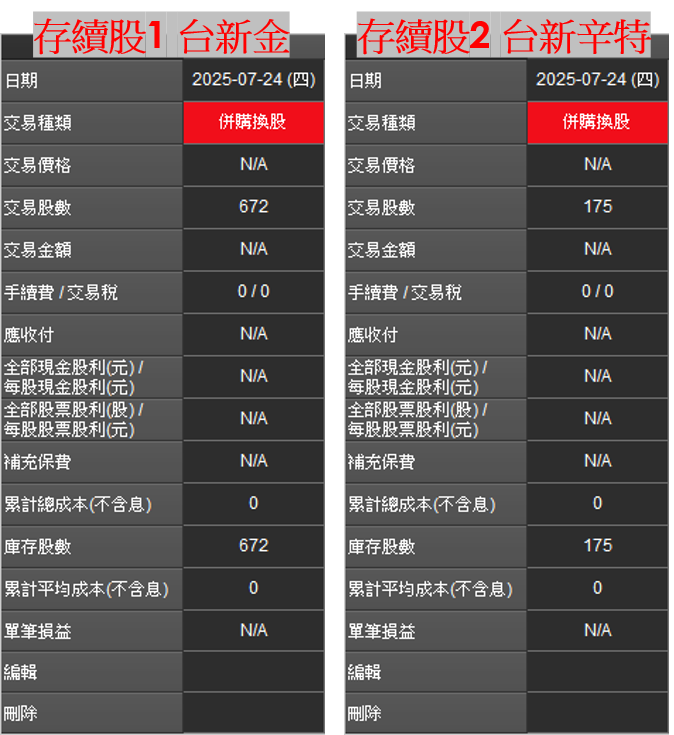 存續股1 台新金
日期 2025-07-24 (四)
交易種類 併購換股
交易價格 N/A
交易股數 672
交易金額 N/A
手續費 / 交易稅 0 / 0
應收付 N/A
全部現金股利(元) /
每股現金股利(元) N/A
全部股票股利(股) /
每股股票股利(元) N/A
補充保費 N/A
累計總成本(不含息) 0
庫存股數 672
累計平均成本(不含息) 0
單筆損益 N/A
編輯
刪除
存續股2 台新辛特
日期 2025-07-24 (四)
交易種類 併購換股
交易價格 N/A
交易股數 175
交易金額 N/A
手續費 / 交易稅 0 / 0
應收付 N/A
全部現金股利(元) /
每股現金股利(元) N/A
全部股票股利(股) /
每股股票股利(元) N/A
補充保費 N/A
累計總成本(不含息) 0
庫存股數 175
累計平均成本(不含息) 0
單筆損益 N/A
編輯
刪除